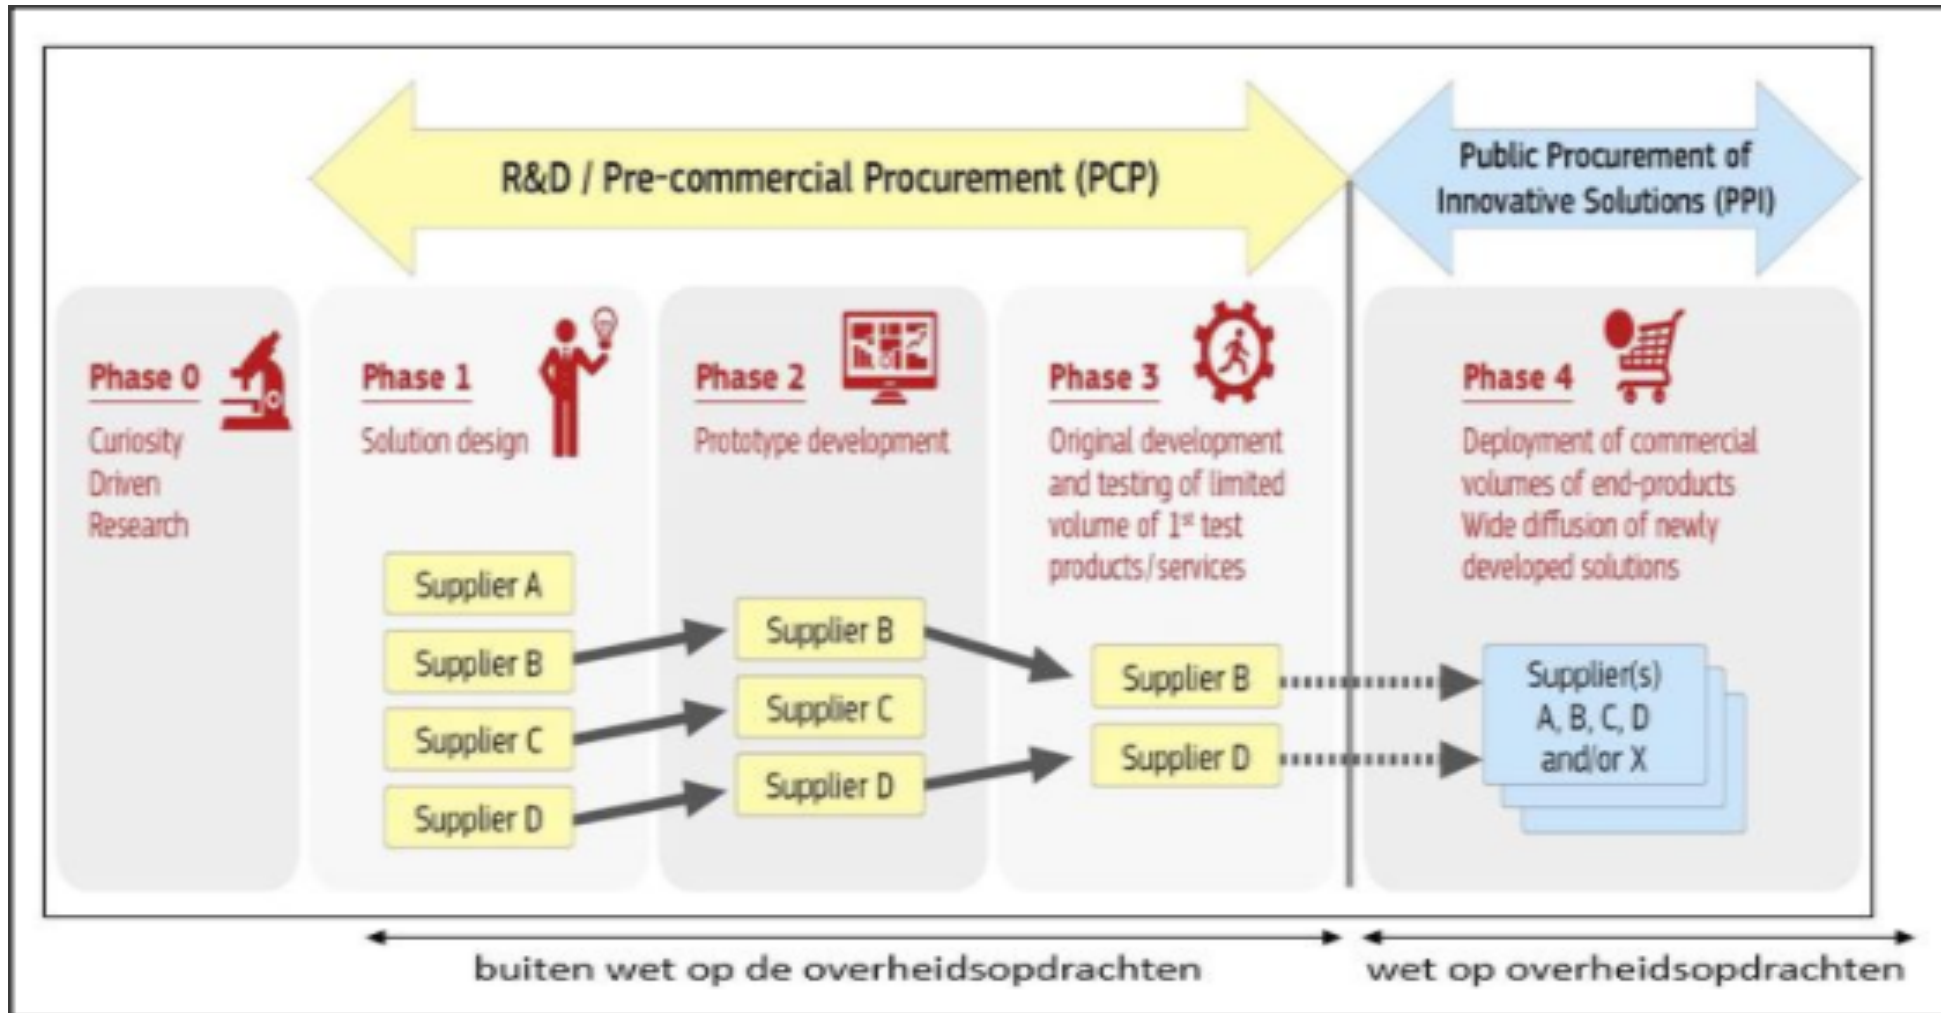 R&D / Pre-commercial Procurement (PCP)
Public Procurement of
Innovative Solutions (PPI)
Phase 0
Curiosity
Driven
Research
Phase 1
Solution design
Supplier A
Supplier B
Supplier C
Supplier D
Phase 2
Prototype development
Supplier B
Supplier C
Supplier D
Phase 3
Original development
and testing of limited
volume of 1st test
products/services
Supplier B
Supplier D
Phase 4
Deployment of commercial
volumes of end-products
Wide diffusion of newly
developed solutions
Supplier(s)
A, B, C, D
and/or X
buiten wet op de overheidsopdrachten
wet op overheidsopdrachten